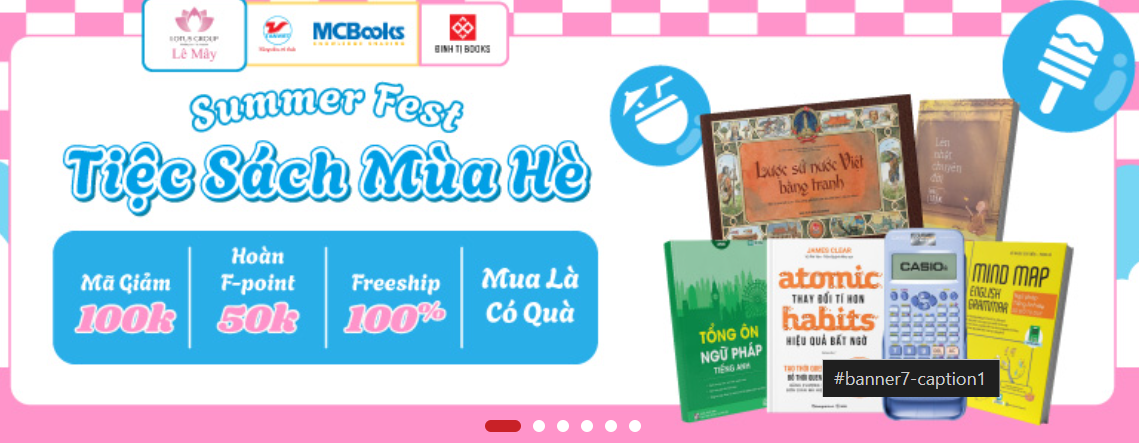 LOTUS GROUP
Lê Mây
MCBooks
KNOWLEDGE SHARING
ĐINH TỊ BOOKS
Summer Fest
Tiệc Sách Mùa Hè
Mã Giảm
100k
Hoàn
F-point
50k
Freeship
100%
Mua Là
Có Quà
Lược sử nước Việt
bằng tranh
TỔNG ÔN
NGỮ PHÁP
TIẾNG ANH
JAMES CLEAR
atomic
THAY ĐỔI TÍ HON
habits
HIỆU QUẢ BẤT NGỜ
CASIO
MIND MAP
ENGLISH
GRAMMAR
#banner7-caption1